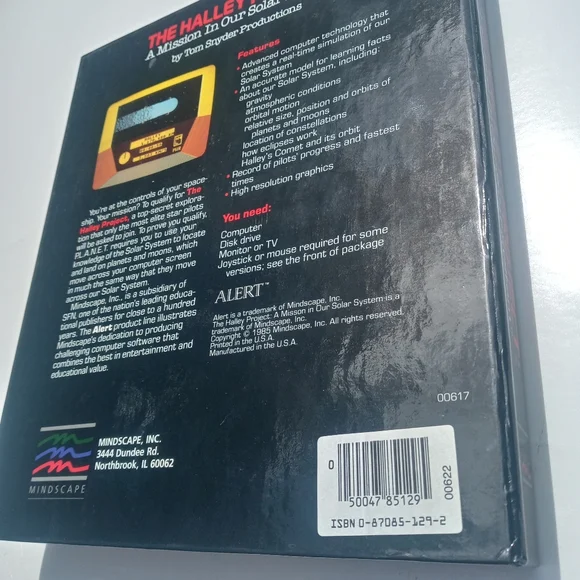 THE HALLEY
A Mission In Our Solar
by Tom Snyder Productions
Features
• Advanced computer technology that
creates a real-time simulation of our
Solar System
• An accurate model for learning facts
about our Solar System, including:
gravity
atmospheric conditions
orbital motion
relative size, position and orbits of
planets and moons
location of constellations
how eclipses work
Halley's Comet and its orbit
• Record of pilots' progress and fastest
times
• High resolution graphics
You need:
Computer
Disk drive
Monitor or TV
Joystick or mouse required for some
versions; see the front of package
ALERT™
Alert is a trademark of Mindscape, Inc.
The Halley Project: A Misson in Our Solar System is a
trademark of Mindscape, Inc.
Copyright © 1985 Mindscape, Inc. All rights reserved.
Printed in the U.S.A.
Manufactured in the U.S.A.
You're at the controls of your space-
ship. Your mission? To qualify for The
Halley Project, a top-secret explora-
tion that only the most elite star pilots
will be asked to join. To prove you qualify,
P.L.A.N.E.T. requires you to use your
knowledge of the Solar System to locate
and land on planets and moons, which
move across your computer screen
in much the same way that they move
across our Solar System.
Mindscape, Inc., is a subsidiary of
SFN, one of the nation's leading educa-
tional publishers for close to a hundred
years. The Alert product line illustrates
Mindscape's dedication to producing
challenging computer software that
combines the best in entertainment and
educational value.
00617
MINDSCAPE
MINDSCAPE, INC.
3444 Dundee Rd.
Northbrook, IL 60062
0
50047 85129
00622
ISBN 0-87085-129-2